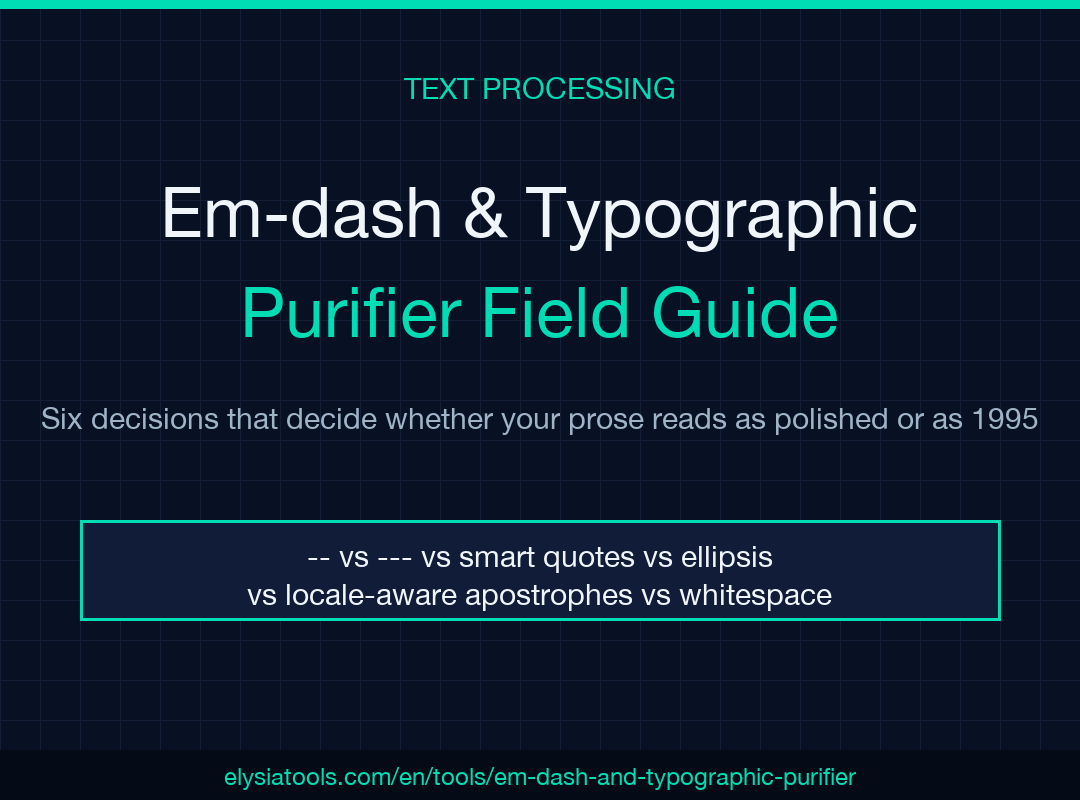 TEXT PROCESSING
Em-dash & Typographic
Purifier Field Guide
Six decisions that decide whether your prose reads as polished or as 1995
-- vs --- vs smart quotes vs ellipsis
vs locale-aware apostrophes vs whitespace
elysiatools.com/en/tools/em-dash-and-typographic-purifier